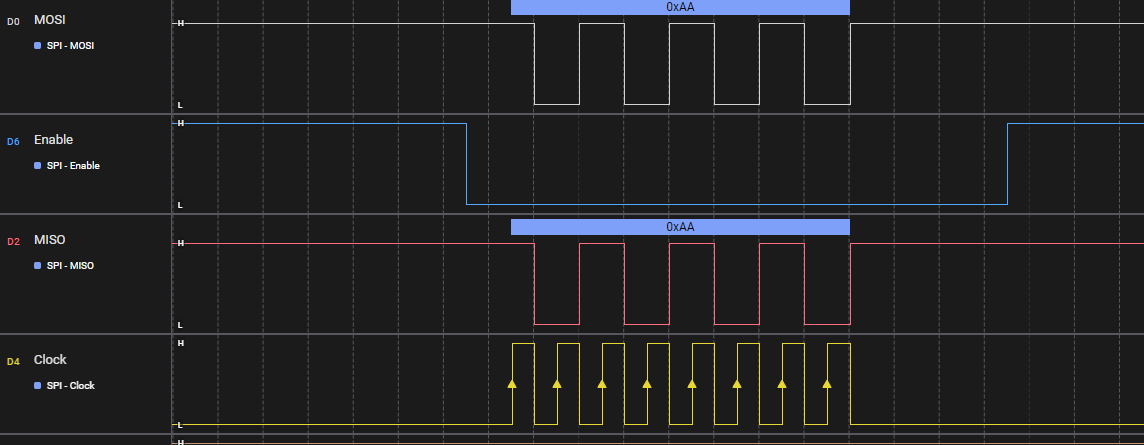 0xAA
D0 MOSI
H
SPI - MOSI
L
H
D6 Enable
SPI - Enable
L
0xAA
D2 MISO
H
SPI - MISO
L
H
D4 Clock
SPI - Clock
L
H